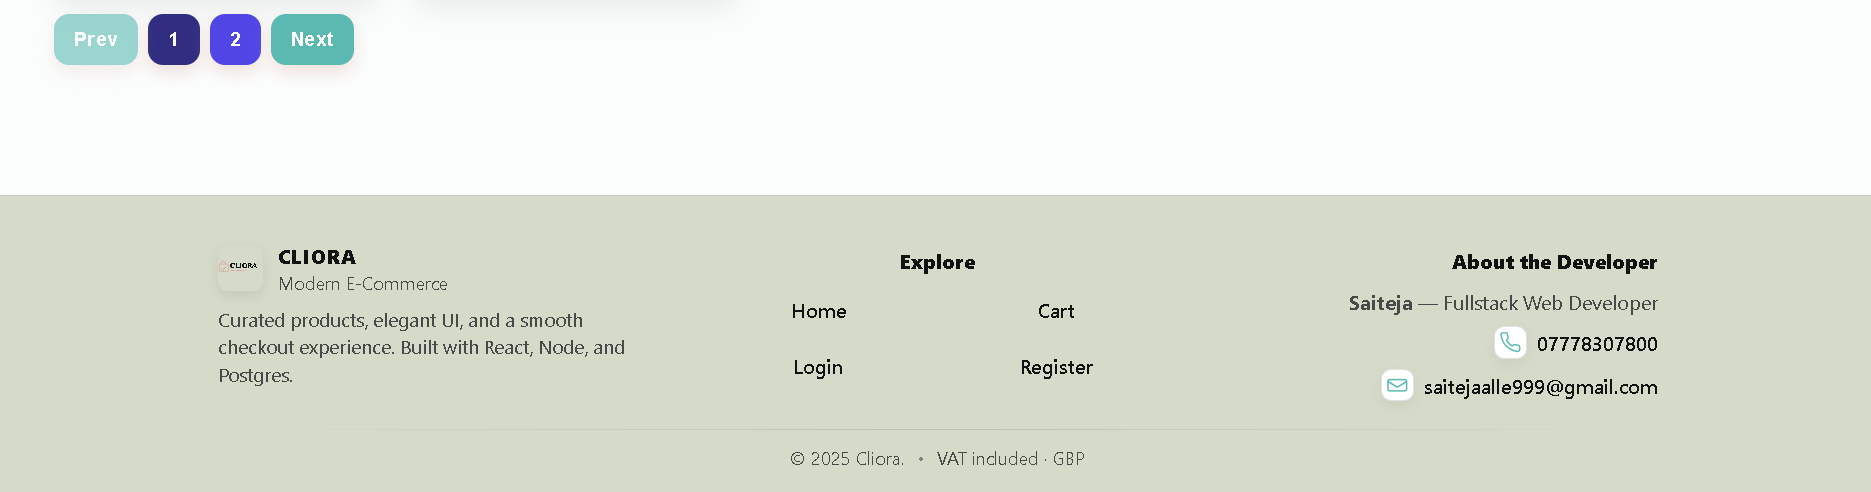 Prev 1 2 Next
CLIORA
CLIORA
Modern E-Commerce
Curated products, elegant UI, and a smooth
checkout experience. Built with React, Node, and
Postgres.
Explore
Home Cart
Login Register
About the Developer
Saiteja — Fullstack Web Developer
07778307800
saitejaalle999@gmail.com
© 2025 Cliora. • VAT included · GBP